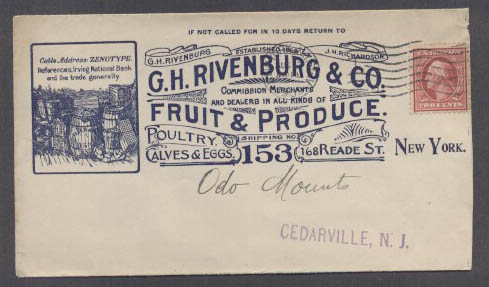 IF NOT CALLED FOR IN 10 DAYS RETURN TO
Cable Address: ZENOTYPE.
References, Irving National Bank
and the trade generally.
G.H. RIVENBURG
ESTABLISHED
J.H. RICHARDSON
G.H. RIVENBURG & CO.
COMMISSION MERCHANTS
AND DEALERS IN ALL KINDS OF
FRUIT & PRODUCE.
POULTRY,
CALVES & EGGS.
SHIPPING NO.
153
168 READE ST.
NEW YORK.
TWO CENTS
Odo Mounts
CEDARVILLE, N. J.